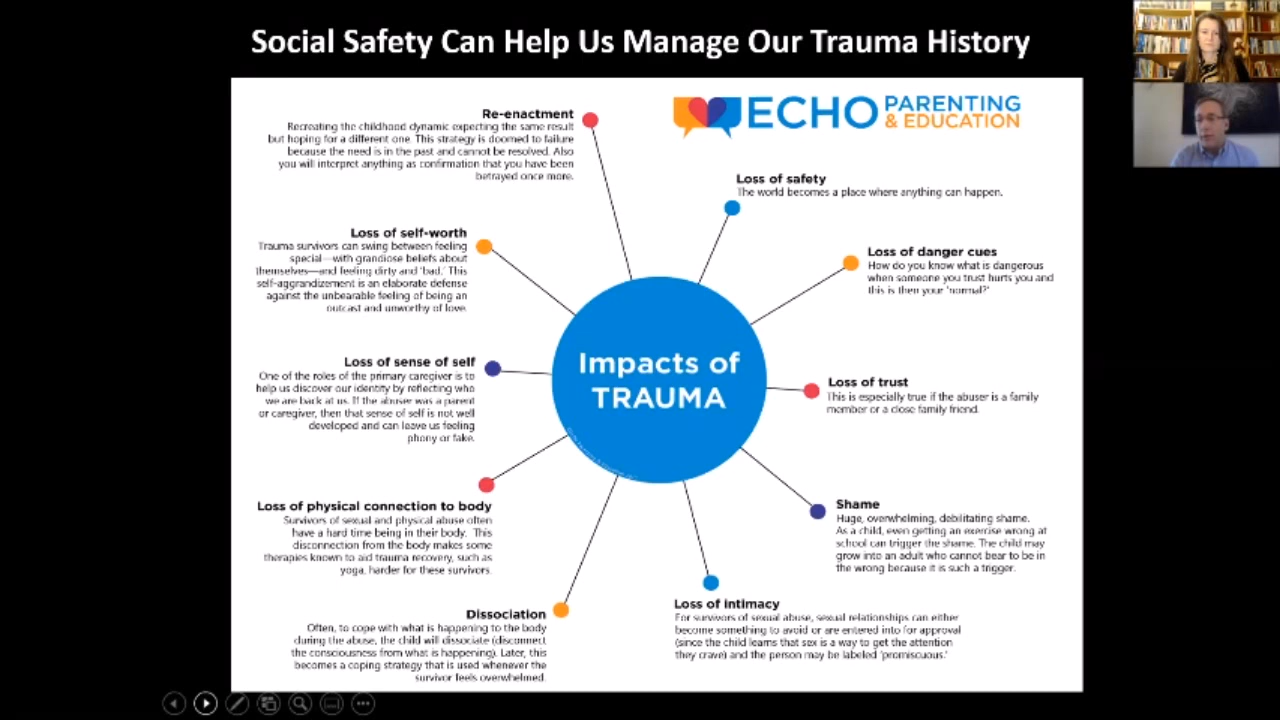 Social Safety Can Help Us Manage Our Trauma History
ECHO PARENTING
& EDUCATION
Re-enactment
Recreating the childhood dynamic expecting the same result
but hoping for a different one. This strategy is doomed to failure
because the need is in the past and cannot be resolved. Also
you will interpret anything as confirmation that you have been
betrayed once more.
Loss of safety
The world becomes a place where anything can happen.
Loss of self-worth
Trauma survivors can swing between feeling
special—with grandiose beliefs about
themselves—and feeling dirty and 'bad.' This
self-aggrandizement is an elaborate defense
against the unbearable feeling of being an
outcast and unworthy of love.
Loss of danger cues
How do you know what is dangerous
when someone you trust hurts you and
this is then your 'normal?'
Loss of sense of self
One of the roles of the primary caregiver is to
help us discover our identity by reflecting who
we are back at us. If the abuser was a parent
or caregiver, then that sense of self is not well
developed and can leave us feeling
phony or fake.
Impacts of
TRAUMA
Loss of trust
This is especially true if the abuser is a family
member or a close family friend.
Loss of physical connection to body
Survivors of sexual and physical abuse often
have a hard time being in their body. This
disconnection from the body makes some
therapies known to aid trauma recovery, such as
yoga, harder for these survivors.
Shame
Huge, overwhelming, debilitating shame.
As a child, even getting an exercise wrong at
school can trigger the shame. The child may
grow into an adult who cannot bear to be in
the wrong because it is such a trigger.
Dissociation
Often, to cope with what is happening to the body
during the abuse, the child will dissociate (disconnect
the consciousness from what is happening). Later, this
becomes a coping strategy that is used whenever the
survivor feels overwhelmed.
Loss of intimacy
For survivors of sexual abuse, sexual relationships can either
become something to avoid or are entered into for approval
(since the child learns that sex is a way to get the attention
they crave) and the person may be labeled 'promiscuous.'